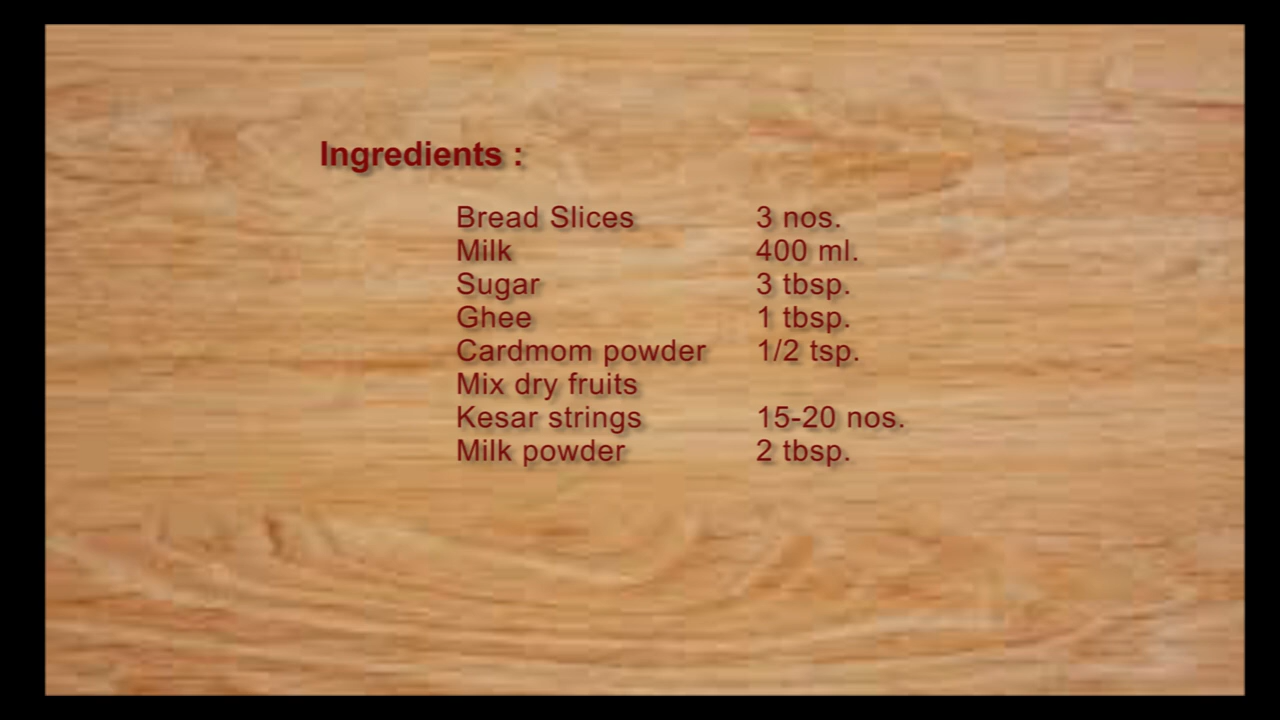 Ingredients :
Bread Slices 3 nos.
Milk 400 ml.
Sugar 3 tbsp.
Ghee 1 tbsp.
Cardmom powder 1/2 tsp.
Mix dry fruits
Kesar strings 15-20 nos.
Milk powder 2 tbsp.